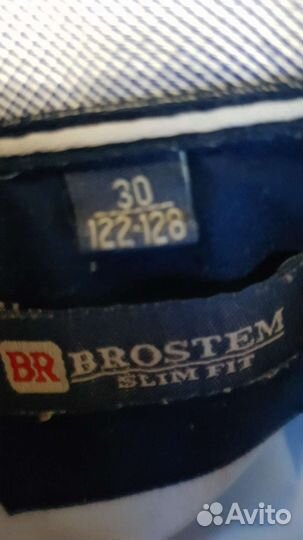 30
122-128
BR BROSTEM
SLIM FIT
Avito